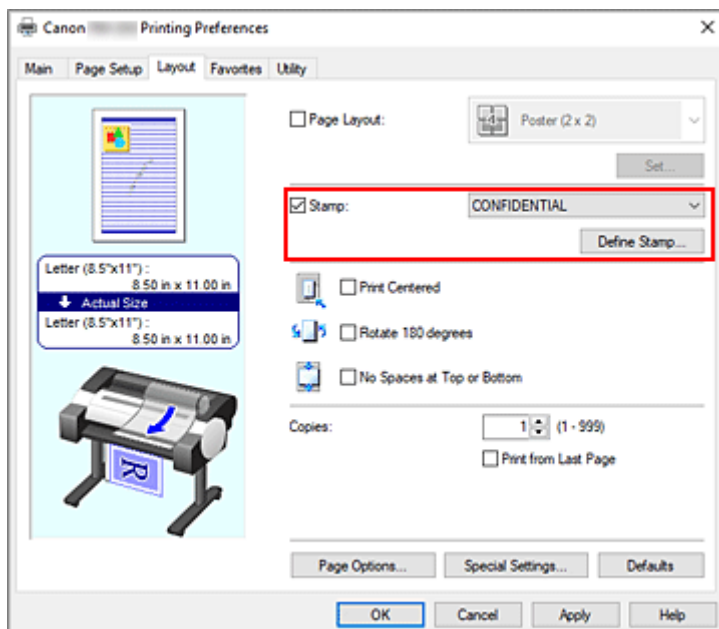 Canon Printing Preferences
Main Page Setup Layout Favorites Utility
Page Layout: Poster (2 x 2)
Set...
Stamp: CONFIDENTIAL
Define Stamp...
Letter (8.5"x11") :
8.50 in x 11.00 in
Actual Size
Letter (8.5"x11") :
8.50 in x 11.00 in
Print Centered
Rotate 180 degrees
No Spaces at Top or Bottom
Copies: 1 (1 - 999)
Print from Last Page
R
Page Options... Special Settings... Defaults
OK Cancel Apply Help